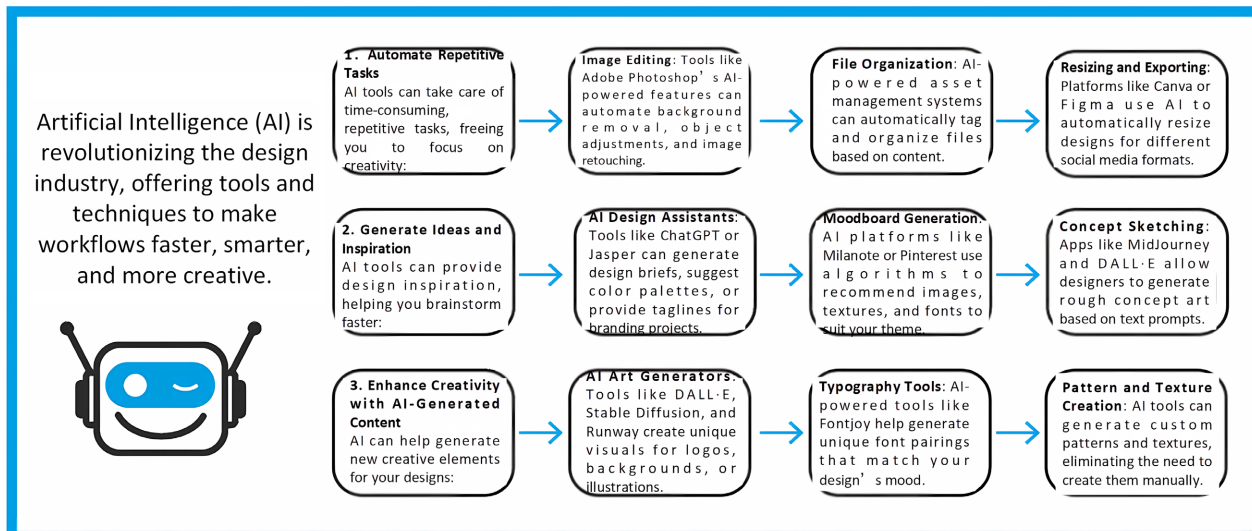 Artificial Intelligence (AI) is
revolutionizing the design
industry, offering tools and
techniques to make
workflows faster, smarter,
and more creative.
1. Automate Repetitive
Tasks
AI tools can take care of
time-consuming,
repetitive tasks, freeing
you to focus on
creativity:
Image Editing: Tools like
Adobe Photoshop's AI-
powered features can
automate background
removal, object
adjustments, and image
retouching.
File Organization: AI-
powered asset
management systems
can automatically tag
and organize files
based on content.
Resizing and Exporting:
Platforms like Canva or
Figma use AI to
automatically resize
designs for different
social media formats.
2. Generate Ideas and
Inspiration
AI tools can provide
design inspiration,
helping you brainstorm
faster:
AI Design Assistants:
Tools like ChatGPT or
Jasper can generate
design briefs, suggest
color palettes, or
provide taglines for
branding projects.
Moodboard Generation:
AI platforms like
Milanote or Pinterest use
algorithms to
recommend images,
textures, and fonts to
suit your theme.
Concept Sketching:
Apps like MidJourney
and DALL·E allow
designers to generate
rough concept art
based on text prompts.
3. Enhance Creativity
with AI-Generated
Content
AI can help generate
new creative elements
for your designs:
AI Art Generators:
Tools like DALL·E,
Stable Diffusion, and
Runway create unique
visuals for logos,
backgrounds, or
illustrations.
Typography Tools: AI-
powered tools like
Fontjoy help generate
unique font pairings
that match your
design's mood.
Pattern and Texture
Creation: AI tools can
generate custom
patterns and textures,
eliminating the need to
create them manually.